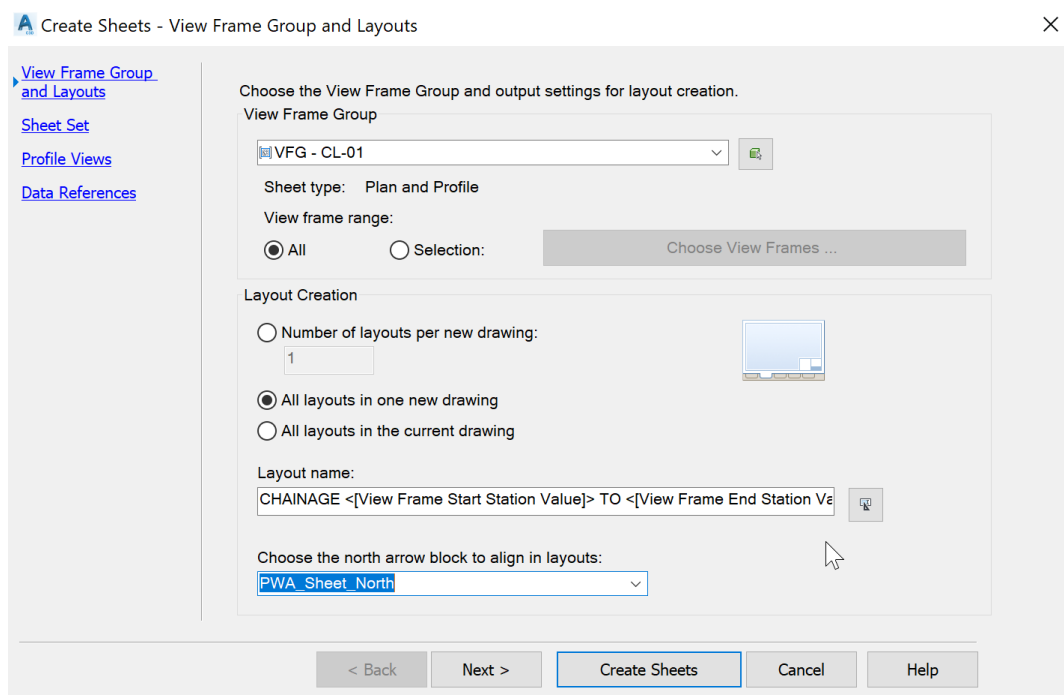 Create Sheets - View Frame Group and Layouts
View Frame Group
and Layouts
Sheet Set
Profile Views
Data References
Choose the View Frame Group and output settings for layout creation.
View Frame Group
VFG - CL-01
Sheet type: Plan and Profile
View frame range:
All Selection: Choose View Frames ...
Layout Creation
Number of layouts per new drawing:
1
All layouts in one new drawing
All layouts in the current drawing
Layout name:
CHAINAGE <[View Frame Start Station Value]> TO <[View Frame End Station Va
Choose the north arrow block to align in layouts:
PWA_Sheet_North
< Back Next > Create Sheets Cancel Help